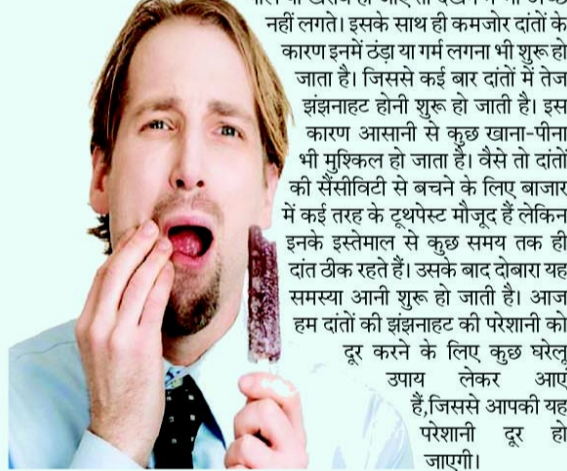 नहीं लगते। इसके साथ ही कमजोर दांतों के
कारण इनमें ठंड़ा या गर्म लगना भी शुरू हो
जाता है। जिससे कई बार दांतों में तेज
झंझनाहट होनी शुरू हो जाती है। इस
कारण आसानी से कुछ खाना-पीना
भी मुश्किल हो जाता है। वैसे तो दांतों
की सैंसीविटी से बचने के लिए बाजार
में कई तरह के टूथपेस्ट मौजूद हैं लेकिन
इनके इस्तेमाल से कुछ समय तक ही
दांत ठीक रहते हैं। उसके बाद दोबारा यह
समस्या आनी शुरू हो जाती है। आज
हम दांतों की झंझनाहट की परेशानी को
दूर करने के लिए कुछ घरेलू
उपाय लेकर आएं
हैं,जिससे आपकी यह
परेशानी दूर हो
जाएगी।